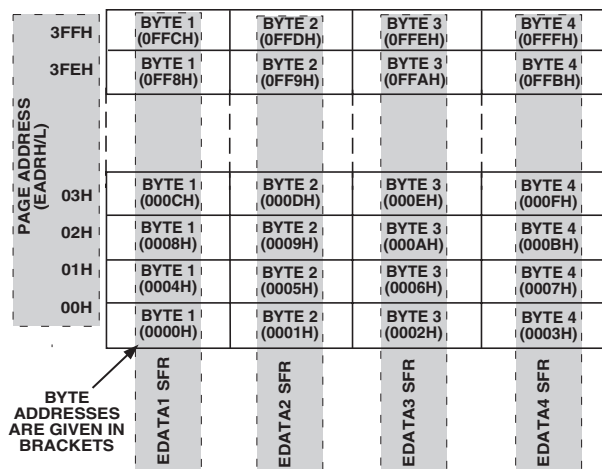 3FFH
BYTE 1
(0FFCH)
BYTE 2
(0FFDH)
BYTE 3
(0FFEH)
BYTE 4
(0FFFH)
3FEH
BYTE 1
(0FF8H)
BYTE 2
(0FF9H)
BYTE 3
(0FFAH)
BYTE 4
(0FFBH)
PAGE ADDRESS
(EADRH/L)
03H
BYTE 1
(000CH)
BYTE 2
(000DH)
BYTE 3
(000EH)
BYTE 4
(000FH)
02H
BYTE 1
(0008H)
BYTE 2
(0009H)
BYTE 3
(000AH)
BYTE 4
(000BH)
01H
BYTE 1
(0004H)
BYTE 2
(0005H)
BYTE 3
(0006H)
BYTE 4
(0007H)
00H
BYTE 1
(0000H)
BYTE 2
(0001H)
BYTE 3
(0002H)
BYTE 4
(0003H)
BYTE
ADDRESSES
ARE GIVEN IN
BRACKETS
EDATA1 SFR
EDATA2 SFR
EDATA3 SFR
EDATA4 SFR